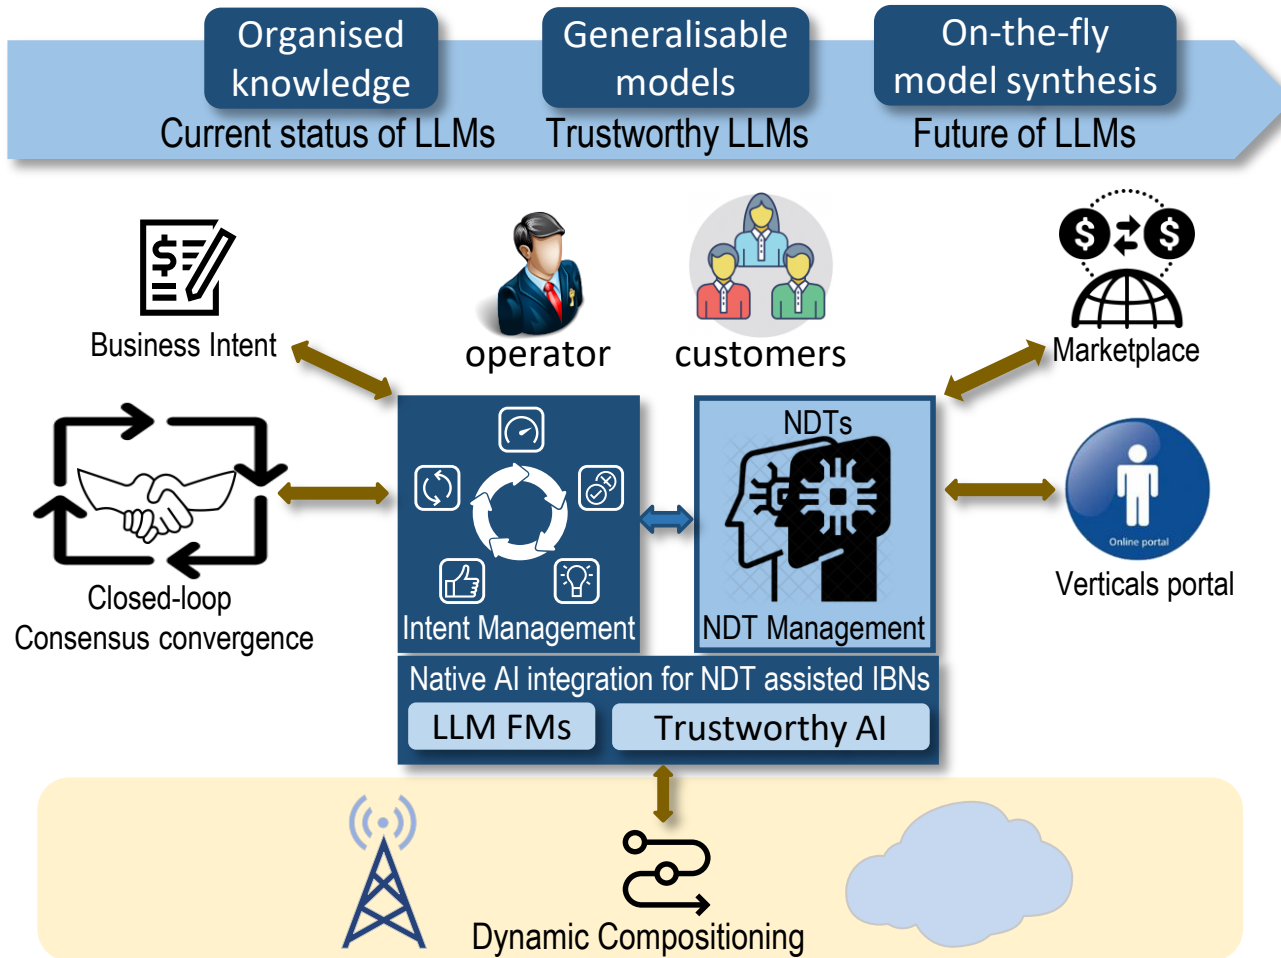 Organised
knowledge
Generalisable
models
On-the-fly
model synthesis
Current status of LLMs
Trustworthy LLMs
Future of LLMs
$
$ $
Business Intent
operator
customers
Marketplace
NDTs
Online portal
Closed-loop
Consensus convergence
Intent Management
NDT Management
Verticals portal
Native AI integration for NDT assisted IBNs
LLM FMs
Trustworthy AI
Dynamic Compositioning